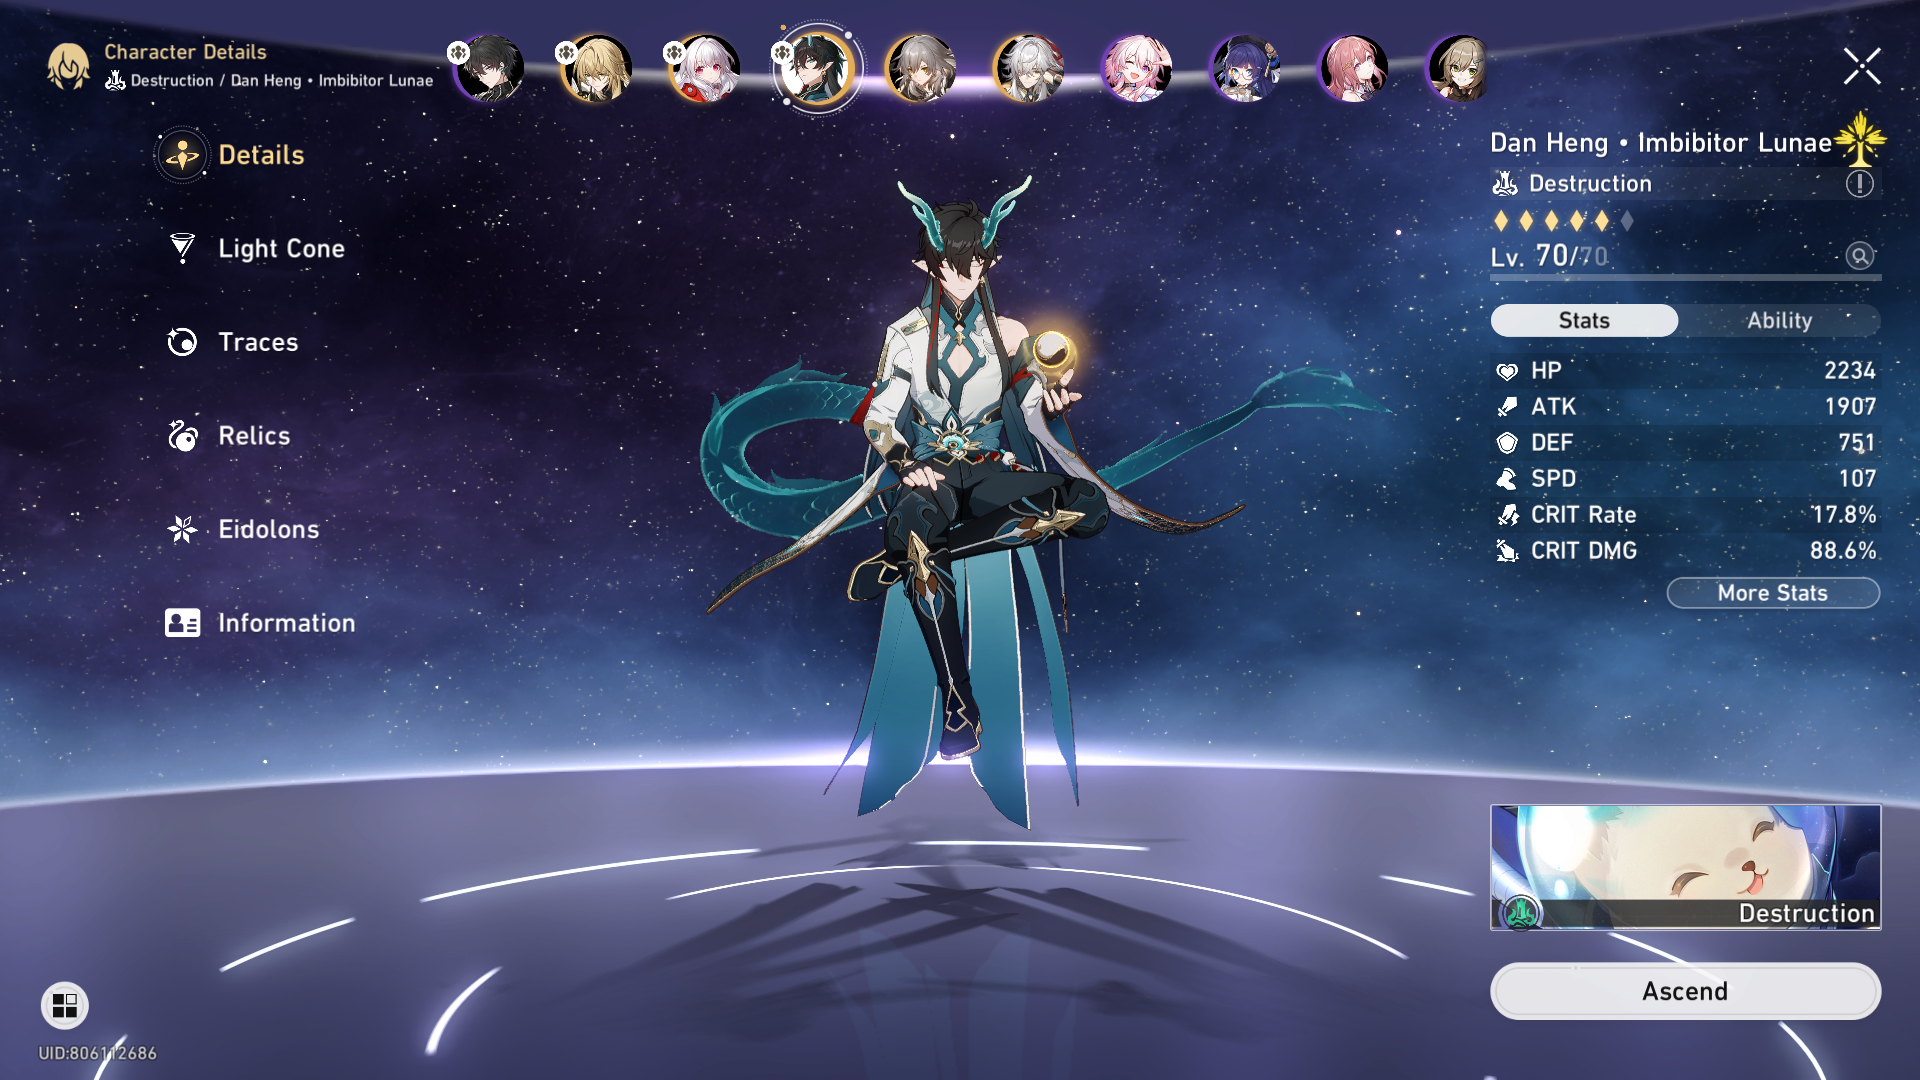 Character Details
Destruction / Dan Heng • Imbibitor Lunae
Details
Light Cone
Traces
Relics
Eidolons
Information
Dan Heng • Imbibitor Lunae
Destruction
Lv. 70/70
Stats
Ability
HP 2234
ATK 1907
DEF 751
SPD 107
CRIT Rate 17.8%
CRIT DMG 88.6%
More Stats
Destruction
Ascend
UID:806112686